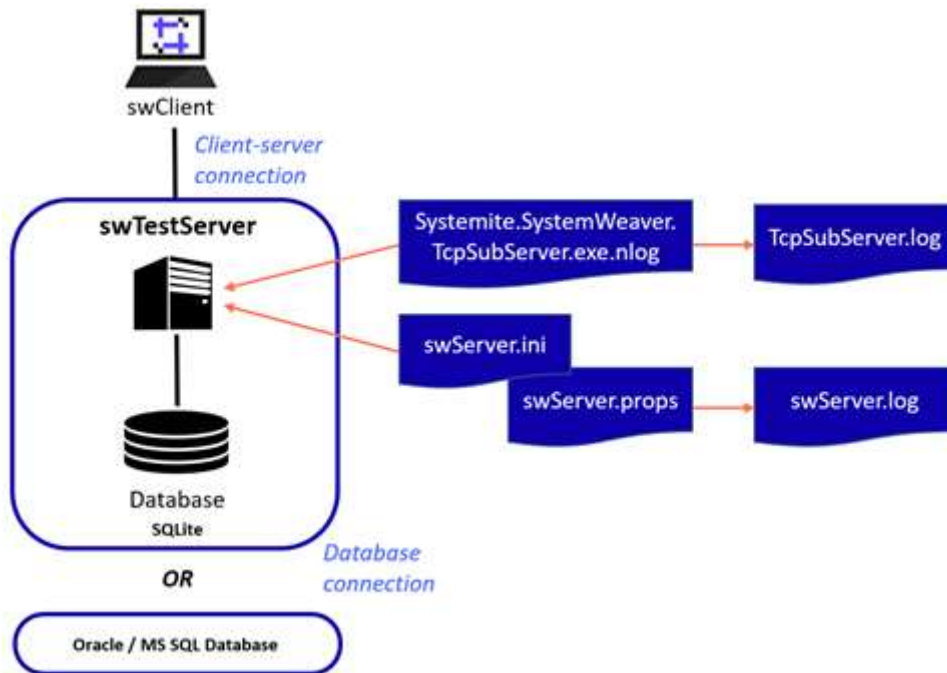 swClient
Client-server
connection
swTestServer
Systemite.SystemWeaver.
TcpSubServer.exe.nlog
TcpSubServer.log
swServer.ini
swServer.props
swServer.log
Database
SQLite
Database
connection
OR
Oracle / MS SQL Database